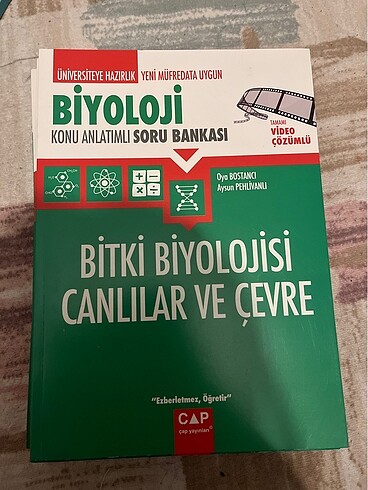 ÜNİVERSİTEYE HAZIRLIK YENİ MÜFREDATA UYGUN
BİYOLOJİ
KONU ANLATIMLI SORU BANKASI
TAMAMI
VİDEO
ÇÖZÜMLÜ
Oya BOSTANCI
Aysun PEHLİVANLI
BİTKİ BİYOLOJİSİ
CANLILAR VE ÇEVRE
"Ezberletmez, Öğretir"
ÇAP
çap yayınları